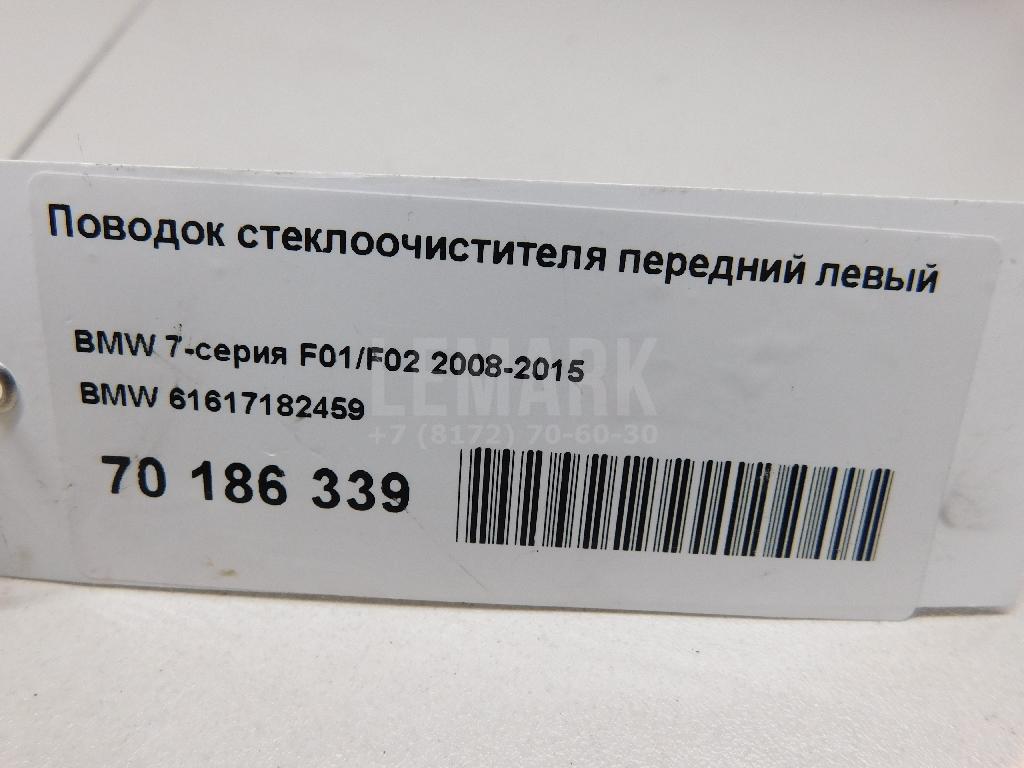 Поводок стеклоочистителя передний левый
BMW 7-серия F01/F02 2008-2015
BMW 61617182459
LEMARK
+7 (8172) 70-60-30
70 186 339